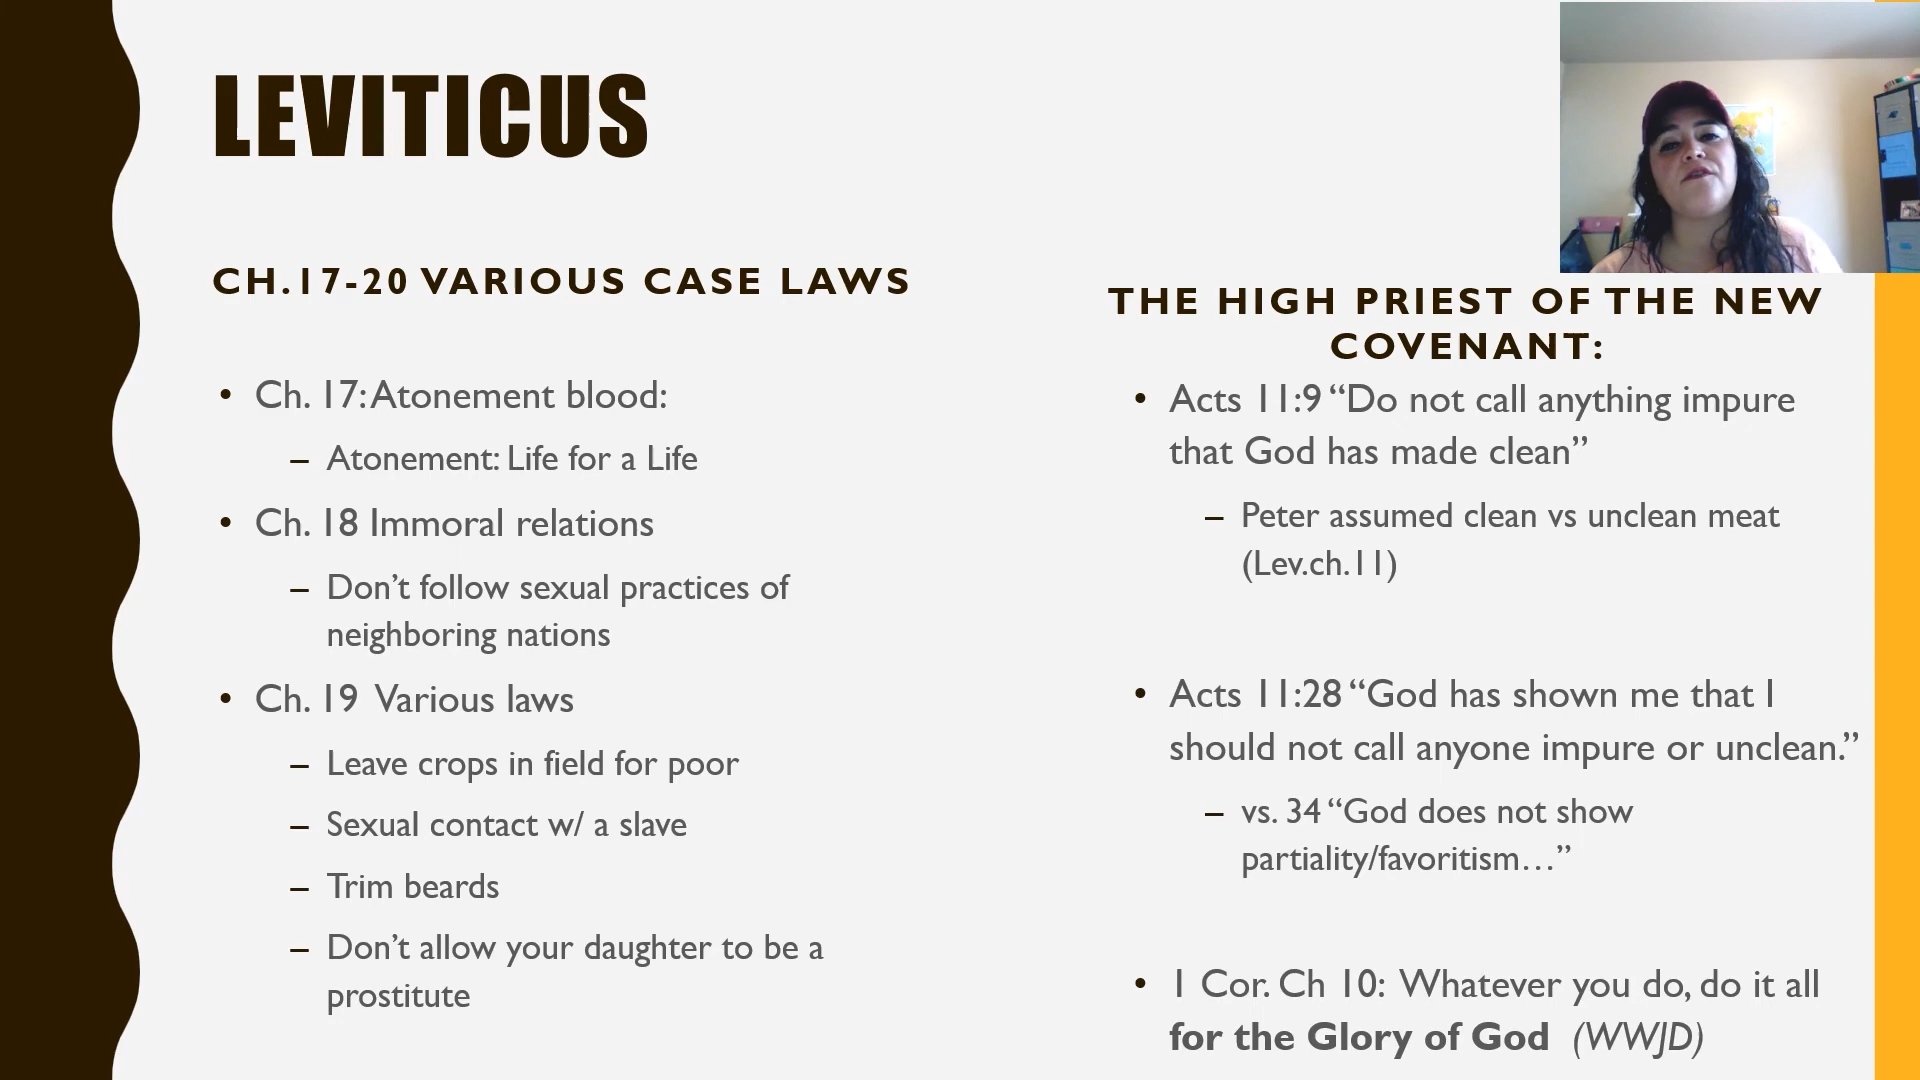 LEVITICUS
CH.17-20 VARIOUS CASE LAWS
• Ch. 17: Atonement blood:
– Atonement: Life for a Life
• Ch. 18 Immoral relations
– Don’t follow sexual practices of
neighboring nations
• Ch. 19 Various laws
– Leave crops in field for poor
– Sexual contact w/ a slave
– Trim beards
– Don’t allow your daughter to be a
prostitute
THE HIGH PRIEST OF THE NEW
COVENANT:
• Acts 11:9 “Do not call anything impure
that God has made clean”
– Peter assumed clean vs unclean meat
(Lev.ch.11)
• Acts 11:28 “God has shown me that I
should not call anyone impure or unclean.”
– vs. 34 “God does not show
partiality/favoritism…”
• 1 Cor. Ch 10: Whatever you do, do it all
for the Glory of God (WWJD)